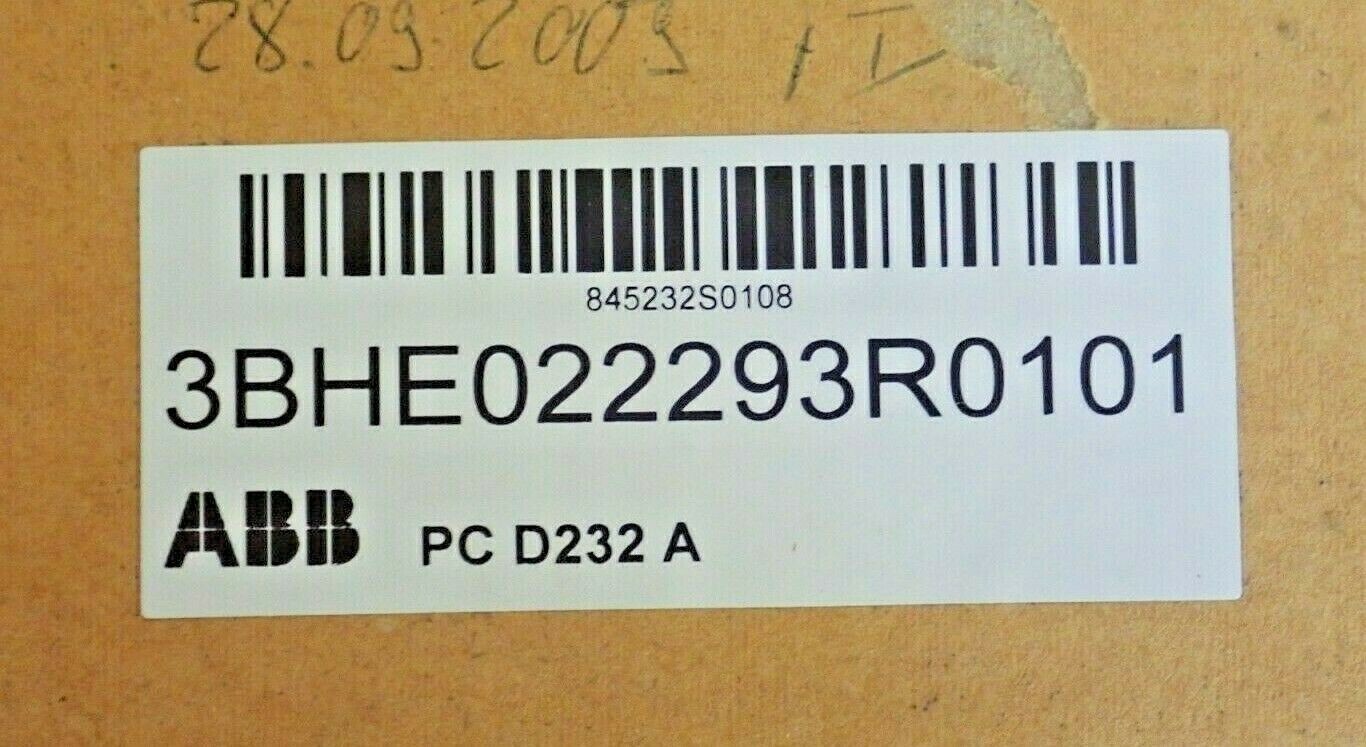 28.09.2009
845232S0108
3BHE022293R0101
ABB PC D232 A